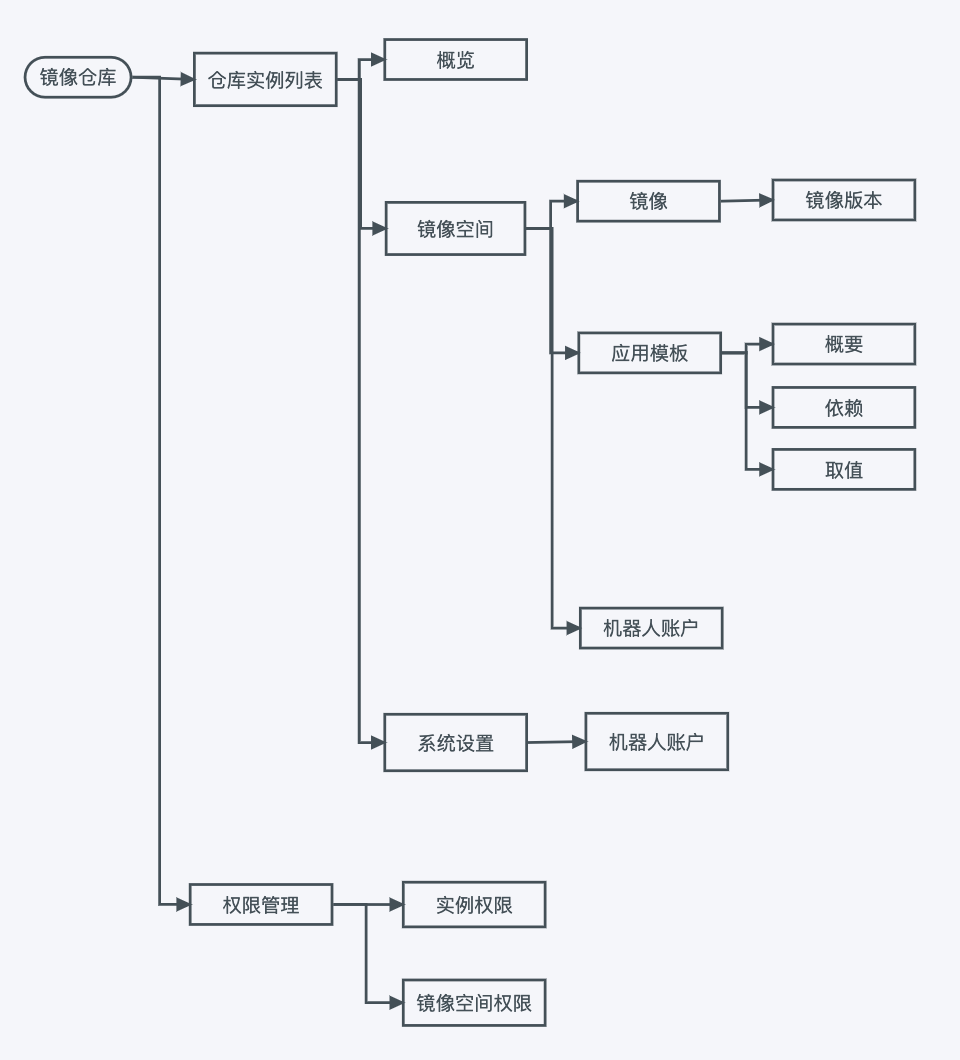 镜像仓库
仓库实例列表
概览
镜像空间
镜像
镜像版本
应用模板
概要
依赖
取值
机器人账户
系统设置
机器人账户
权限管理
实例权限
镜像空间权限